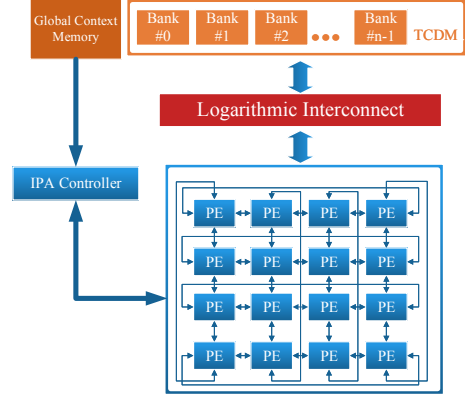 Global Context
Memory
Bank
#0
Bank
#1
Bank
#2
Bank
#n-1
TCDM
Logarithmic Interconnect
IPA Controller
PE PE PE PE
PE PE PE PE
PE PE PE PE
PE PE PE PE